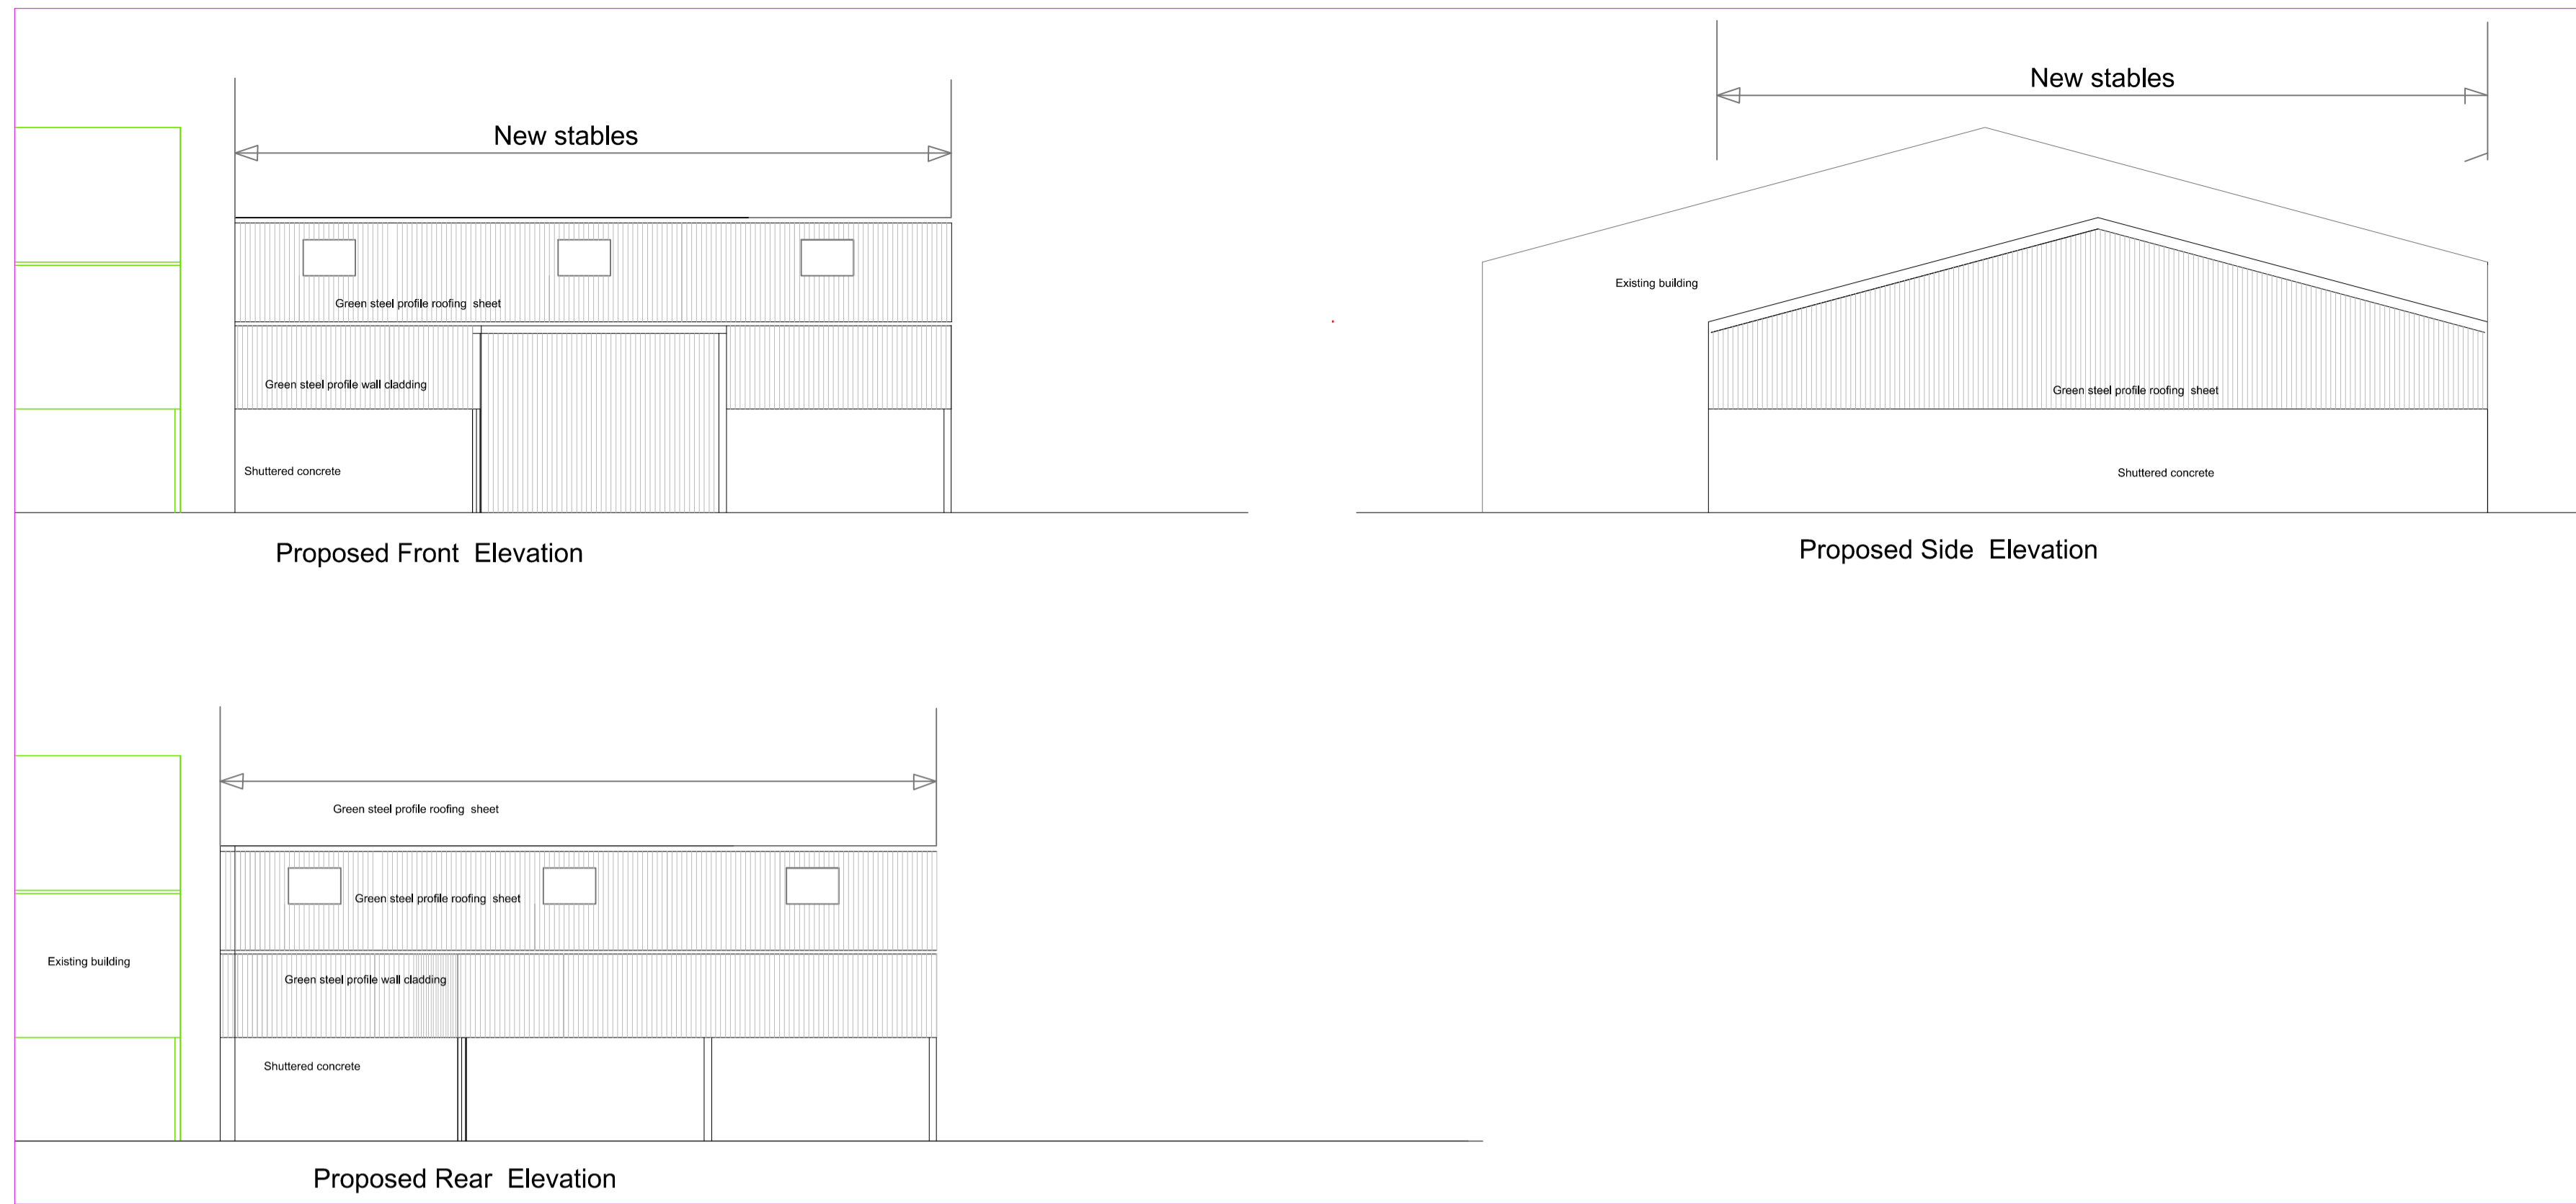 New stables
Green steel profile roofing sheet
Green steel profile wall cladding
Shuttered concrete
Proposed Front Elevation
New stables
Existing building
Green steel profile roofing sheet
Shuttered concrete
Proposed Side Elevation
Green steel profile roofing sheet
Green steel profile roofing sheet
Existing building
Green steel profile wall cladding
Shuttered concrete
Proposed Rear Elevation